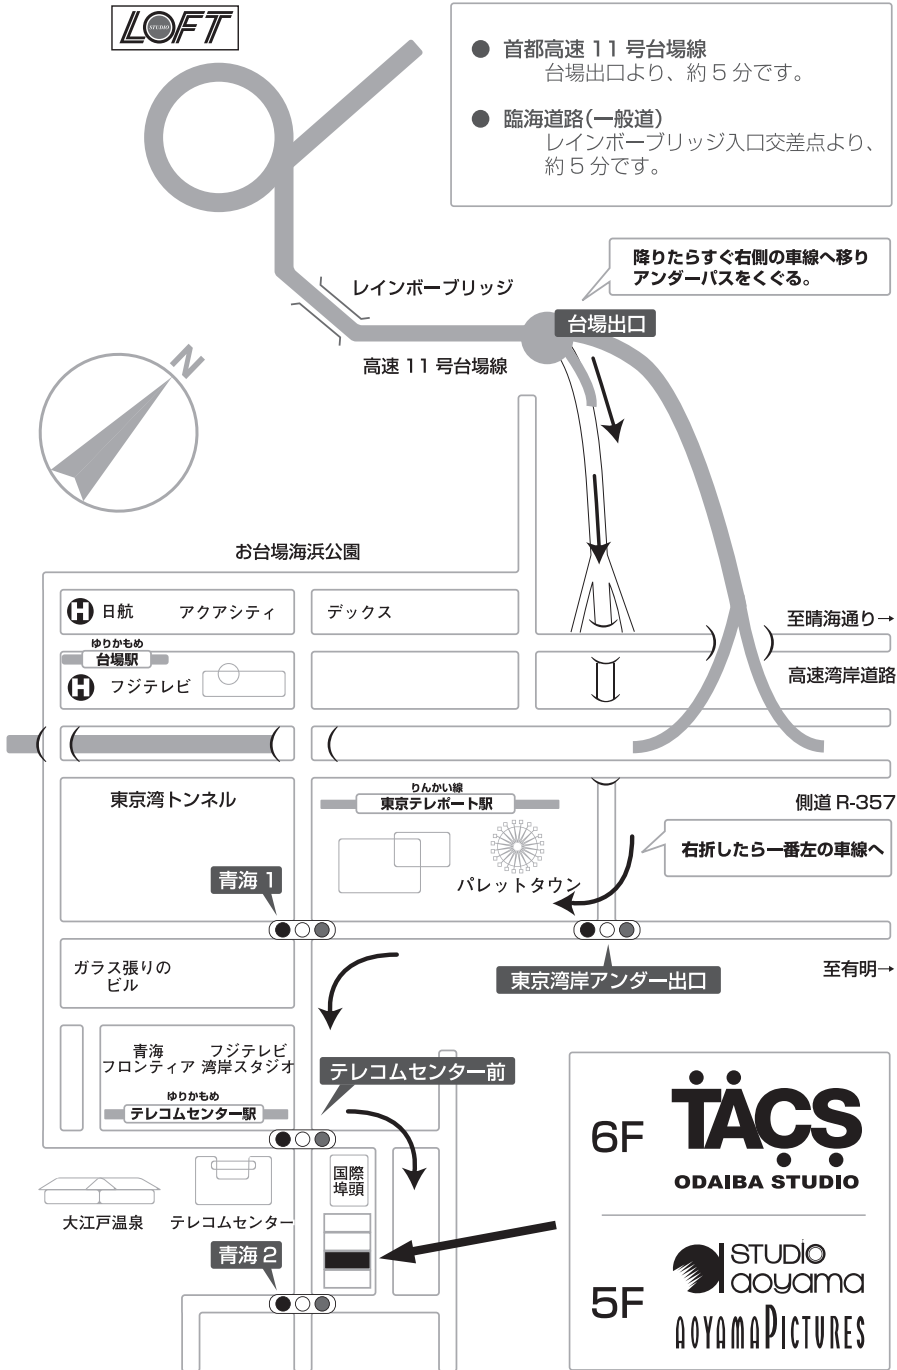 LOFT
STUDIO
● 首都高速 11 号台場線
台場出口より、約 5 分です。
● 臨海道路(一般道)
レインボーブリッジ入口交差点より、
約 5 分です。
降りたらすぐ右側の車線へ移り
アンダーパスをくぐる。
レインボーブリッジ
台場出口
高速 11 号台場線
N
お台場海浜公園
H 日航
アクアシティ
デックス
至晴海通り→
ゆりかもめ
台場駅
H フジテレビ
高速湾岸道路
東京湾トンネル
りんかい線
東京テレポート駅
側道 R-357
右折したら一番左の車線へ
パレットタウン
青海 1
ガラス張りの
ビル
東京湾岸アンダー出口
至有明→
青海
フロンティア
フジテレビ
湾岸スタジオ
テレコムセンター前
ゆりかもめ
テレコムセンター駅
国際
埠頭
大江戸温泉
テレコムセンター
青海 2
6F
TACS
ODAIBA STUDIO
5F
STUDIO
aoyama
AOYAMA PICTURES